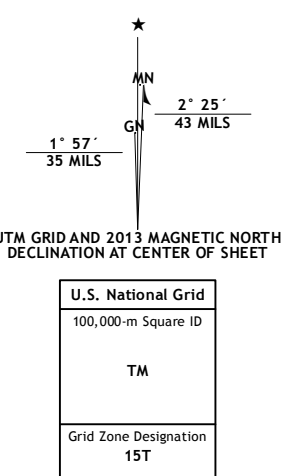 ★
MN
2° 25´
43 MILS
GN
1° 57´
35 MILS
UTM GRID AND 2013 MAGNETIC NORTH
DECLINATION AT CENTER OF SHEET
U.S. National Grid
100,000-m Square ID
TM
Grid Zone Designation
15T